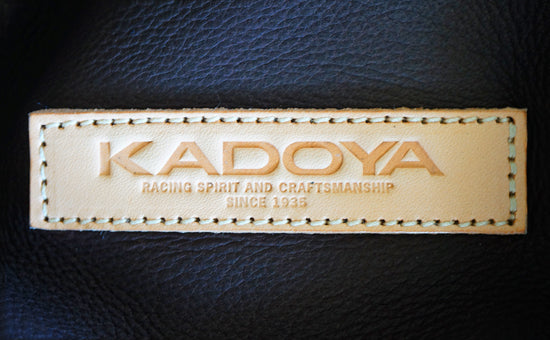 KADOYA
RACING SPIRIT AND CRAFTSMANSHIP
SINCE 1935